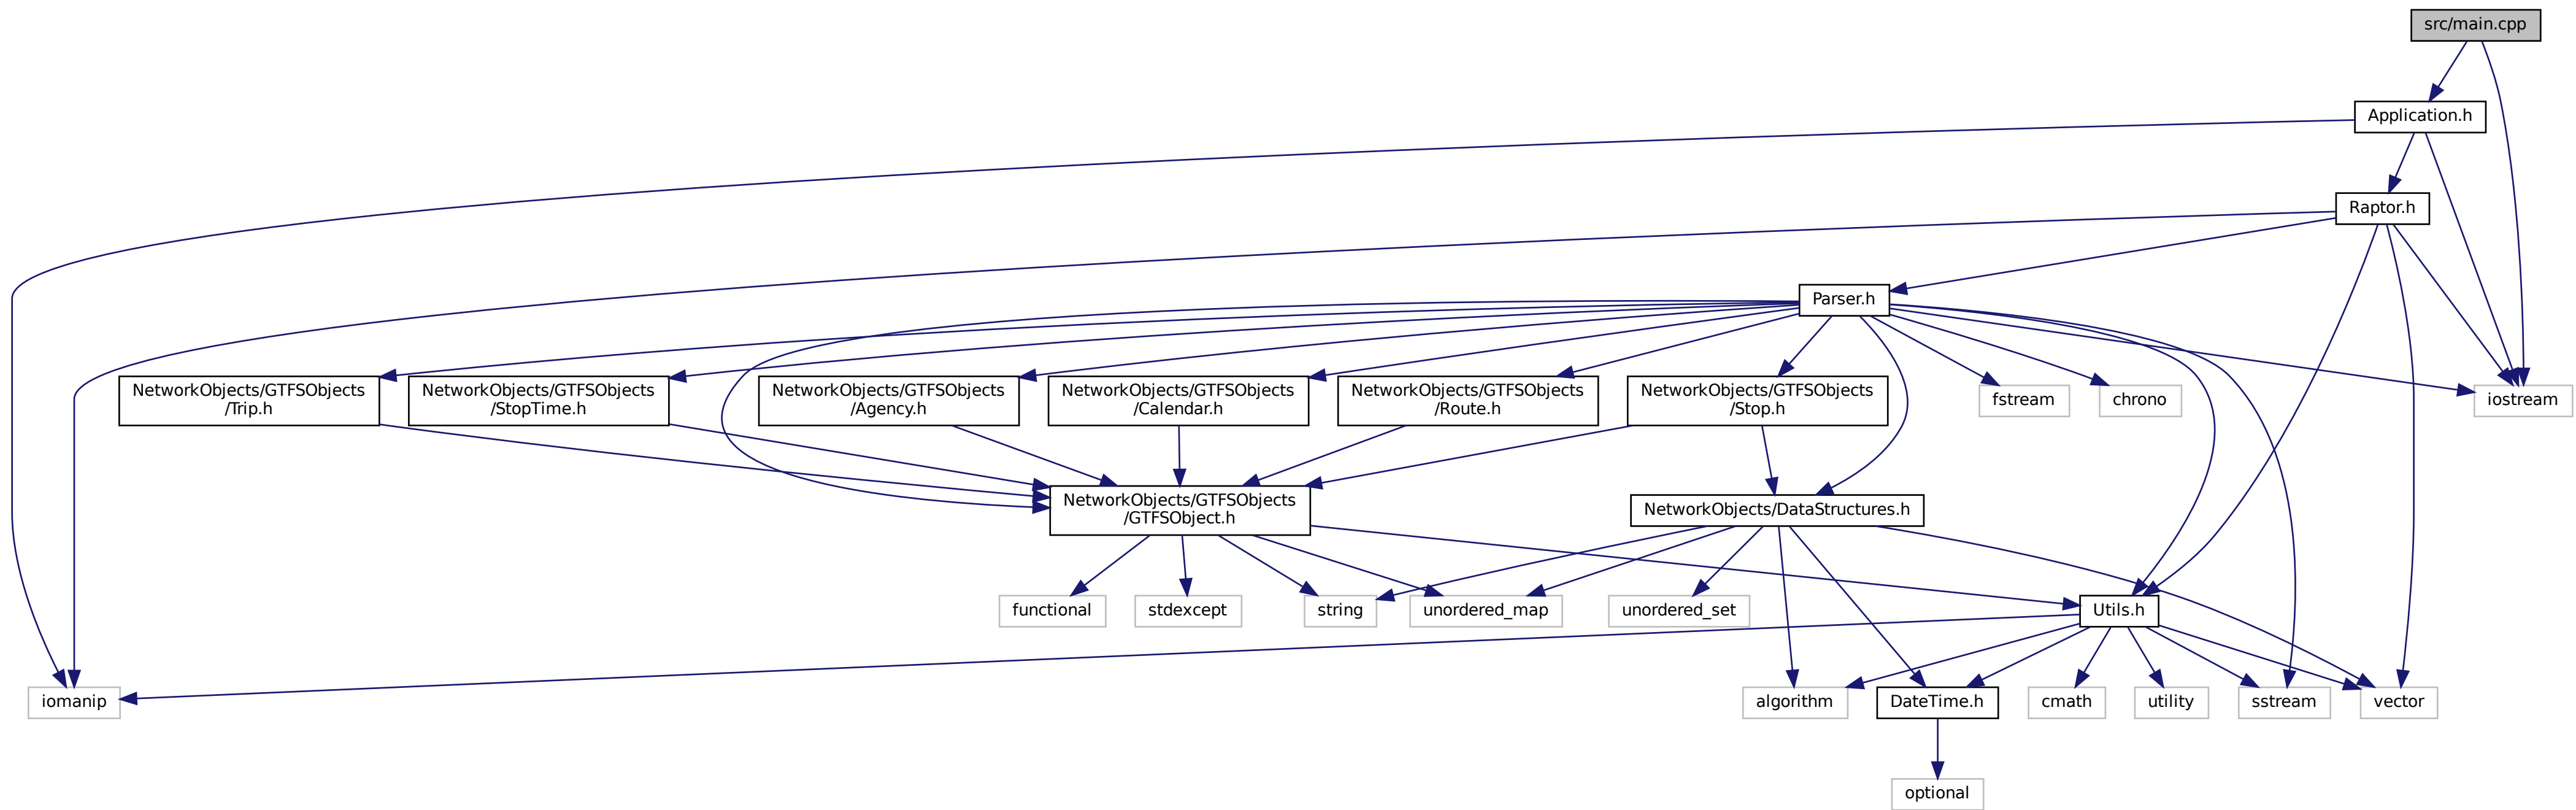 src/main.cpp
Application.h
Raptor.h
Parser.h
NetworkObjects/GTFSObjects
/Trip.h
NetworkObjects/GTFSObjects
/StopTime.h
NetworkObjects/GTFSObjects
/Agency.h
NetworkObjects/GTFSObjects
/Calendar.h
NetworkObjects/GTFSObjects
/Route.h
NetworkObjects/GTFSObjects
/Stop.h
fstream
chrono
iostream
NetworkObjects/GTFSObjects
/GTFSObject.h
NetworkObjects/DataStructures.h
functional
stdexcept
string
unordered_map
unordered_set
Utils.h
iomanip
algorithm
DateTime.h
cmath
utility
sstream
vector
optional